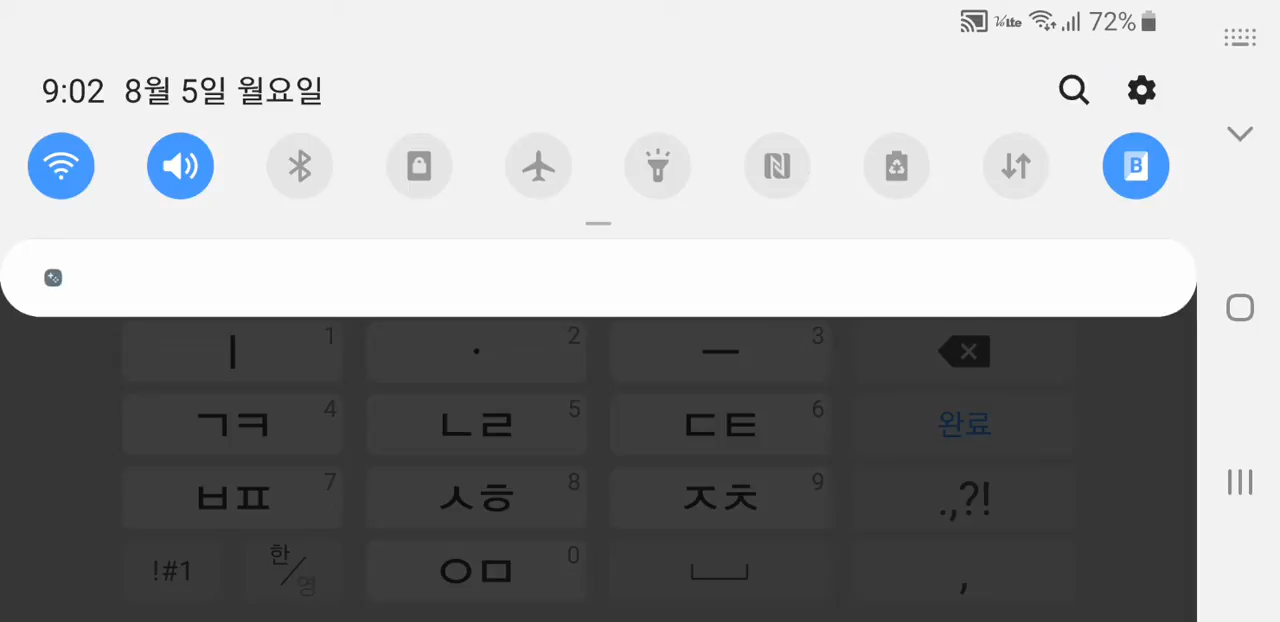 VoLTE 72%
9:02 8월 5일 월요일
B
ㅣ 1 · 2 ㅡ 3
ㄱㅋ 4 ㄴㄹ 5 ㄷㅌ 6 완료
ㅂㅍ 7 ㅅㅎ 8 ㅈㅊ 9 .,?!
!#1 한/영 ㅇㅁ 0 ,